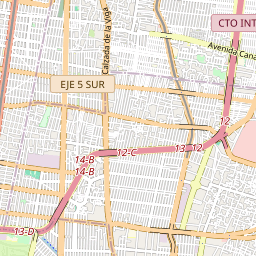 CTO INT
Calzada de la Viga
Avenida Cana
EJE 5 SUR
12
12-C
13, 12
14-B
14-B
13-D